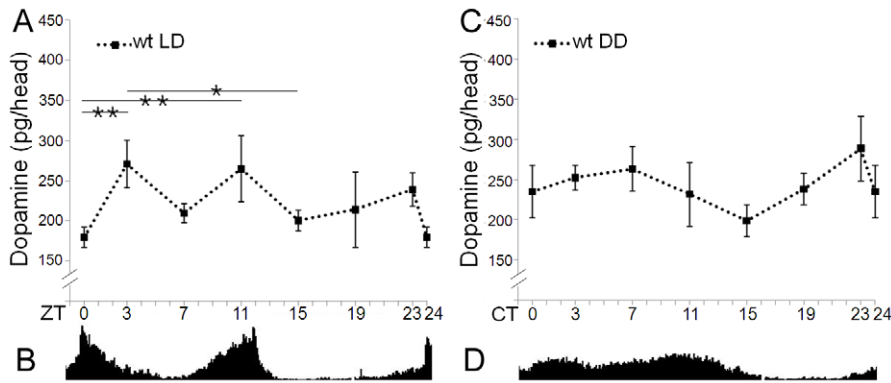 A
wt LD
Dopamine (pg/head)
450
400
350
300
250
200
150
* *
* *
*
ZT 0 3 7 11 15 19 23 24
B
C
wt DD
Dopamine (pg/head)
450
400
350
300
250
200
150
CT 0 3 7 11 15 19 23 24
D